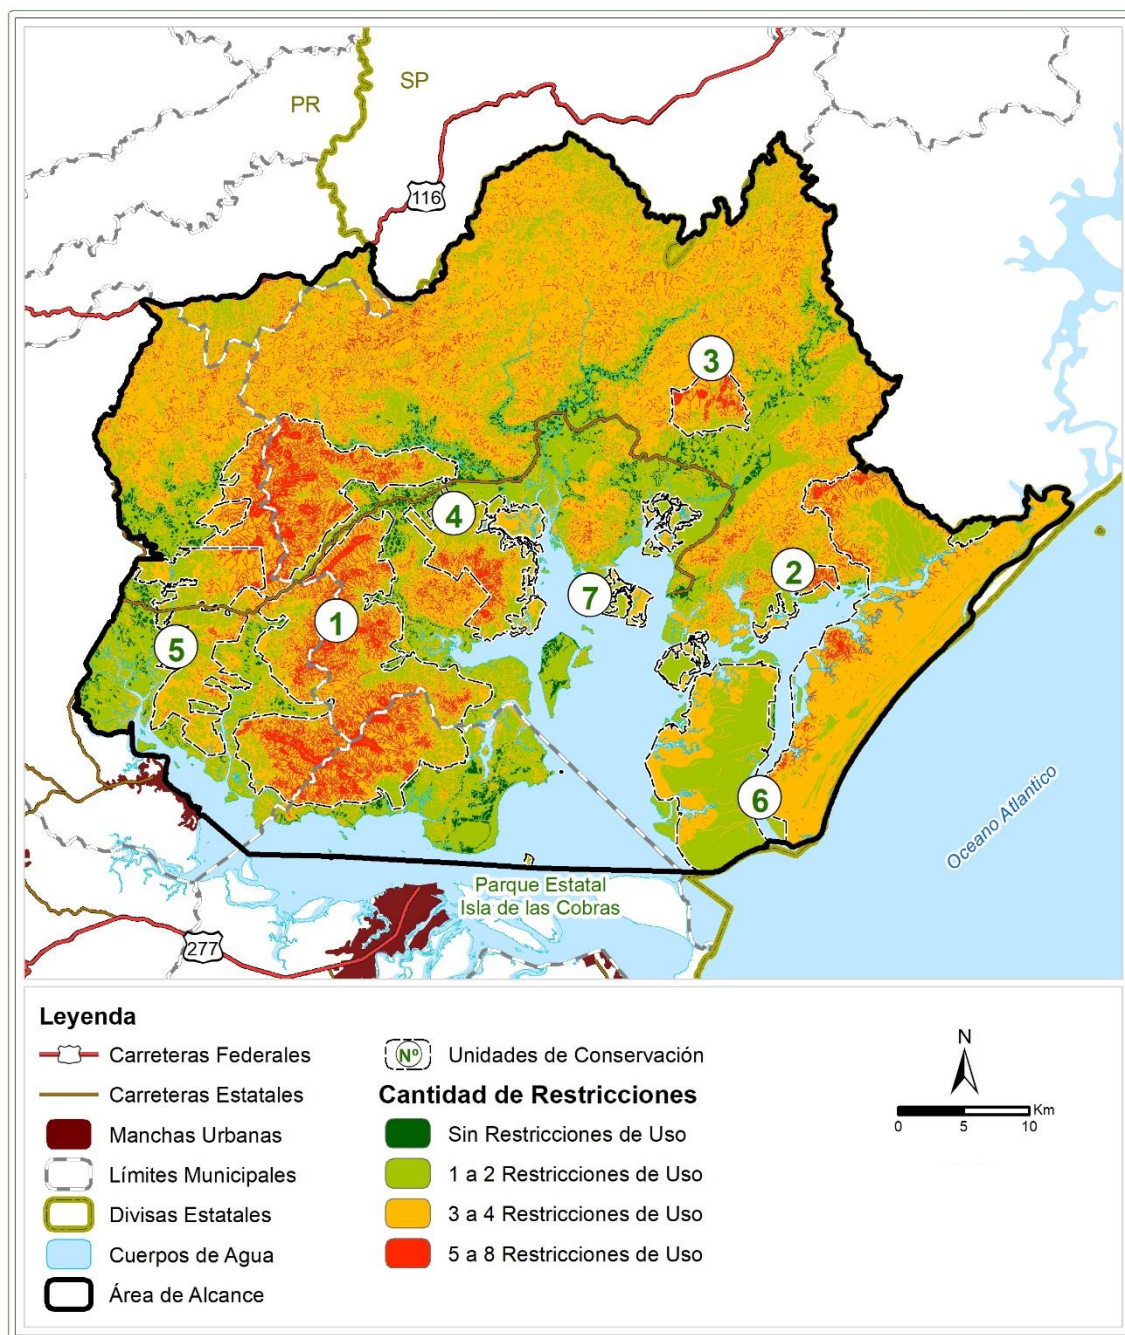 SP
PR
116
3
4
2
7
1
5
6
Oceano Atlantico
Parque Estatal
Isla de las Cobras
277
Leyenda
Carreteras Federales
Carreteras Estatales
Manchas Urbanas
Límites Municipales
Divisas Estatales
Cuerpos de Agua
Área de Alcance
Nº Unidades de Conservación
Cantidad de Restricciones
Sin Restricciones de Uso
1 a 2 Restricciones de Uso
3 a 4 Restricciones de Uso
5 a 8 Restricciones de Uso
N
Km
0 5 10